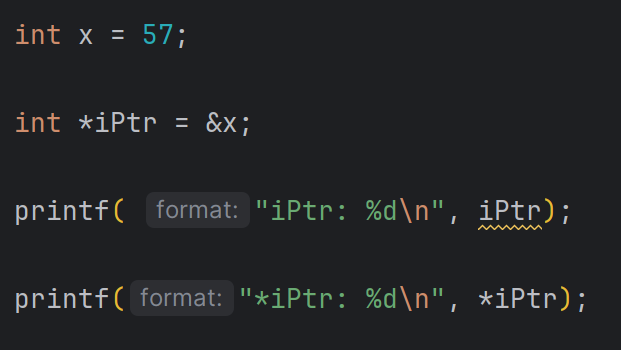 int x = 57;
int *iPtr = &x;
printf( format: "iPtr: %d\n", iPtr);
printf( format: "*iPtr: %d\n", *iPtr);